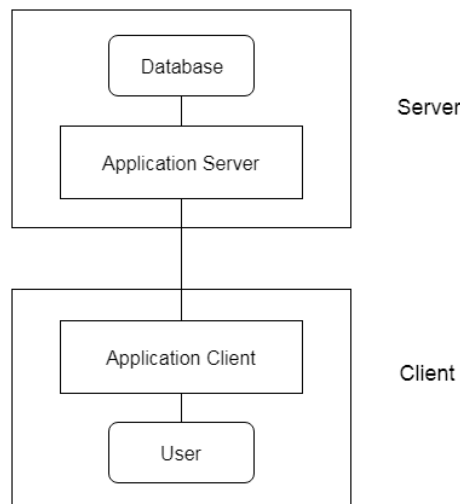 Database
Server
Application Server
Application Client
Client
User